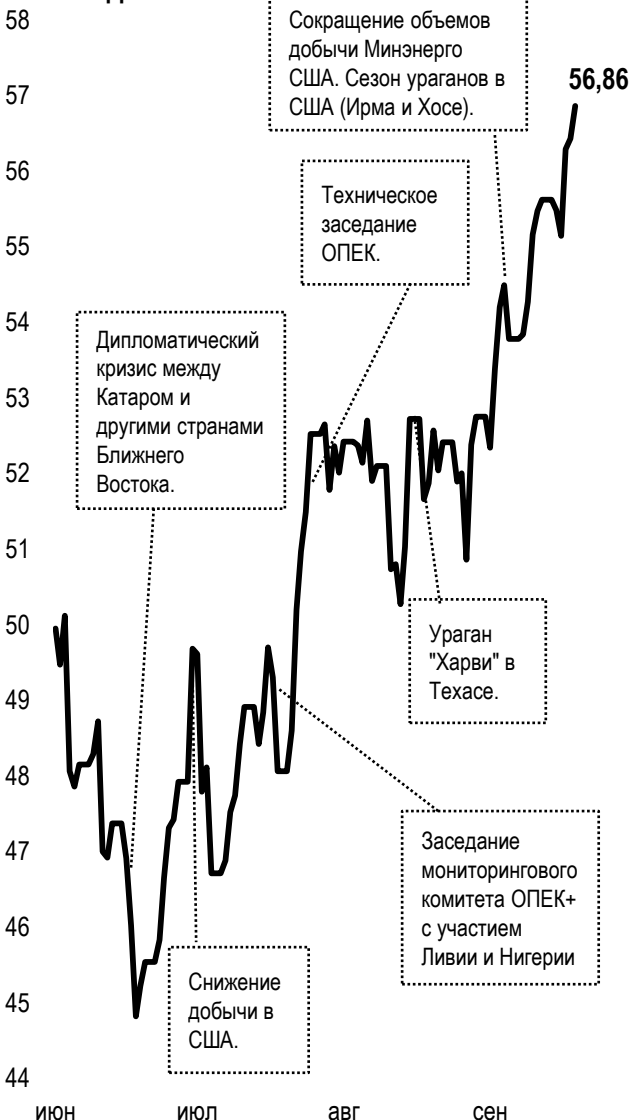 58
57
56
55
54
53
52
51
50
49
48
47
46
45
44
июн июл авг сен
56,86
Сокращение объемов
добычи Минэнерго
США. Сезон ураганов в
США (Ирма и Хосе).
Техническое
заседание
ОПЕК.
Дипломатический
кризис между
Катаром и
другими странами
Ближнего
Востока.
Ураган
"Харви" в
Техасе.
Заседание
мониторингового
комитета ОПЕК+
с участием
Ливии и Нигерии
Снижение
добычи в
США.